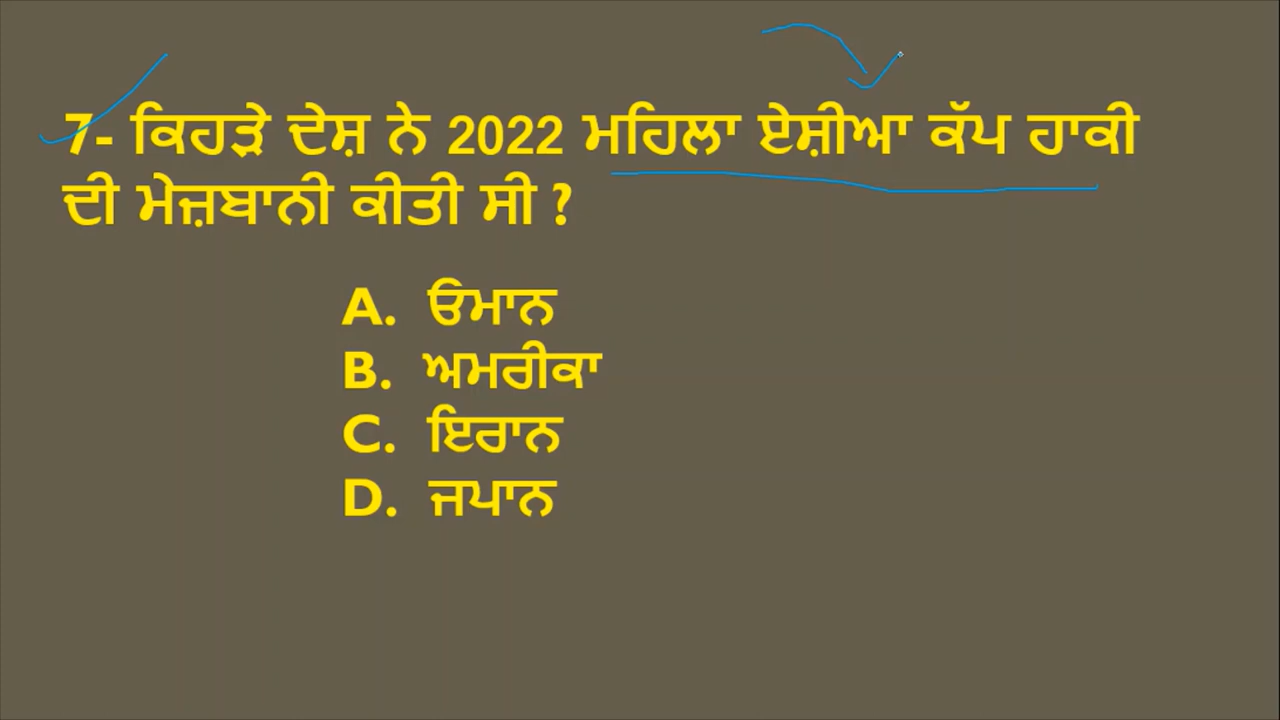 7- ਕਿਹੜੇ ਦੇਸ਼ ਨੇ 2022 ਮਹਿਲਾ ਏਸ਼ੀਆ ਕੱਪ ਹਾਕੀ
ਦੀ ਮੇਜ਼ਬਾਨੀ ਕੀਤੀ ਸੀ ?
A. ਓਮਾਨ
B. ਅਮਰੀਕਾ
C. ਇਰਾਨ
D. ਜਪਾਨ